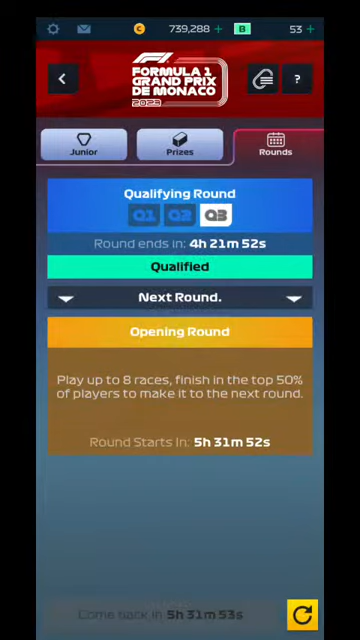 C 739,288 + B 53 +
F1
FORMULA 1
GRAND PRIX
DE MONACO
2023
?
Junior
Prizes
Rounds
Qualifying Round
Q1 Q2 Q3
Round ends in: 4h 21m 52s
Qualified
Next Round.
Opening Round
Play up to 8 races, finish in the top 50%
of players to make it to the next round.
Round Starts In: 5h 31m 52s
Come back in 5h 31m 53s